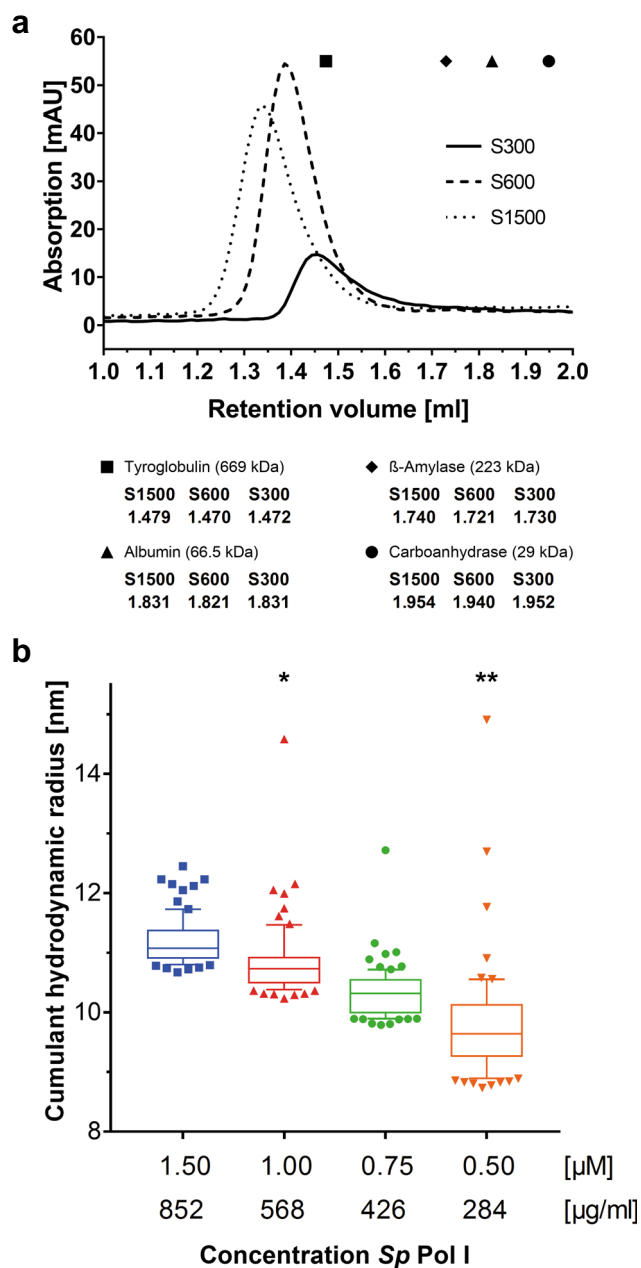 a
60
50
40
30
20
10
0
Absorption [mAU]
S300
S600
S1500
1.0 1.1 1.2 1.3 1.4 1.5 1.6 1.7 1.8 1.9 2.0
Retention volume [ml]
Tyroglobulin (669 kDa)
S1500 S600 S300
1.479 1.470 1.472
ß-Amylase (223 kDa)
S1500 S600 S300
1.740 1.721 1.730
Albumin (66.5 kDa)
S1500 S600 S300
1.831 1.821 1.831
Carboanhydrase (29 kDa)
S1500 S600 S300
1.954 1.940 1.952
b
* **
14
12
10
8
Cumulant hydrodynamic radius [nm]
1.50 1.00 0.75 0.50 [µM]
852 568 426 284 [µg/ml]
Concentration Sp Pol I